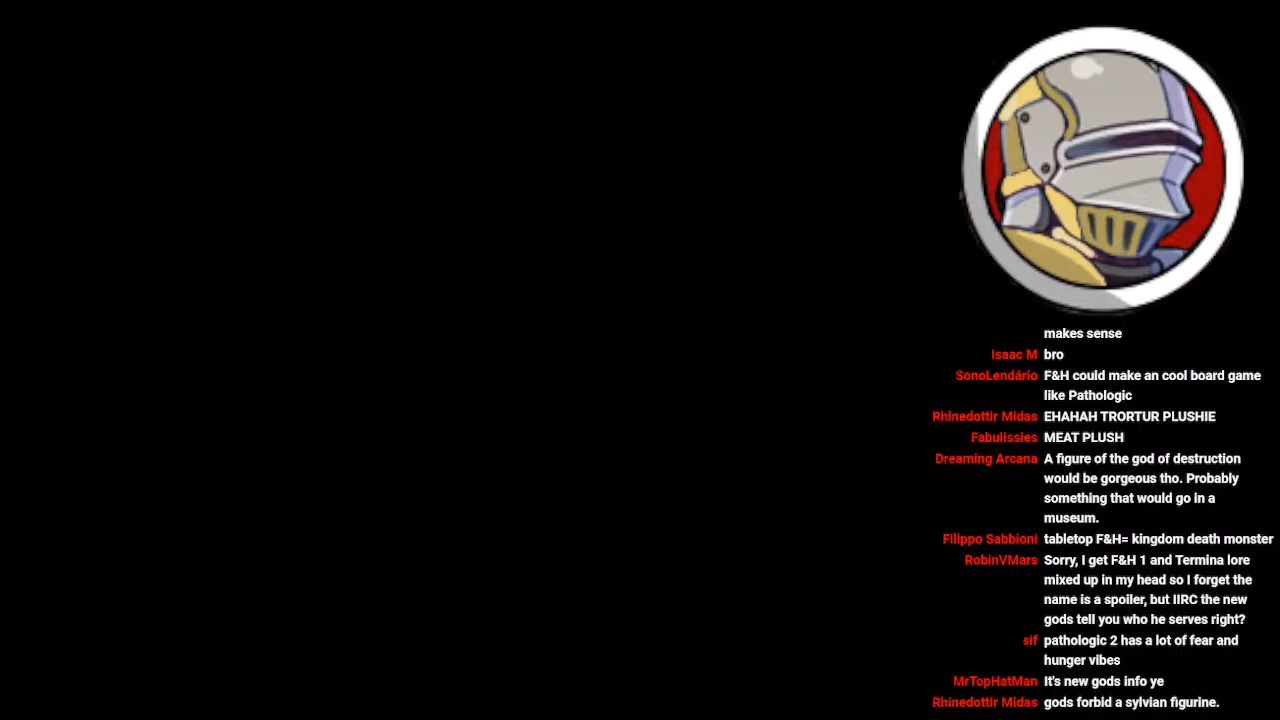 makes sense
Isaac M bro
SonoLendário F&H could make an cool board game
like Pathologic
Rhinedottir Midas EHAHAH TRORTUR PLUSHIE
Fabulissies MEAT PLUSH
Dreaming Arcana A figure of the god of destruction
would be gorgeous tho. Probably
something that would go in a
museum.
Filippo Sabbioni tabletop F&H= kingdom death monster
RobinVMars Sorry, I get F&H 1 and Termina lore
mixed up in my head so I forget the
name is a spoiler, but IIRC the new
gods tell you who he serves right?
sif pathologic 2 has a lot of fear and
hunger vibes
MrTopHatMan It's new gods info ye
Rhinedottir Midas gods forbid a sylvian figurine.